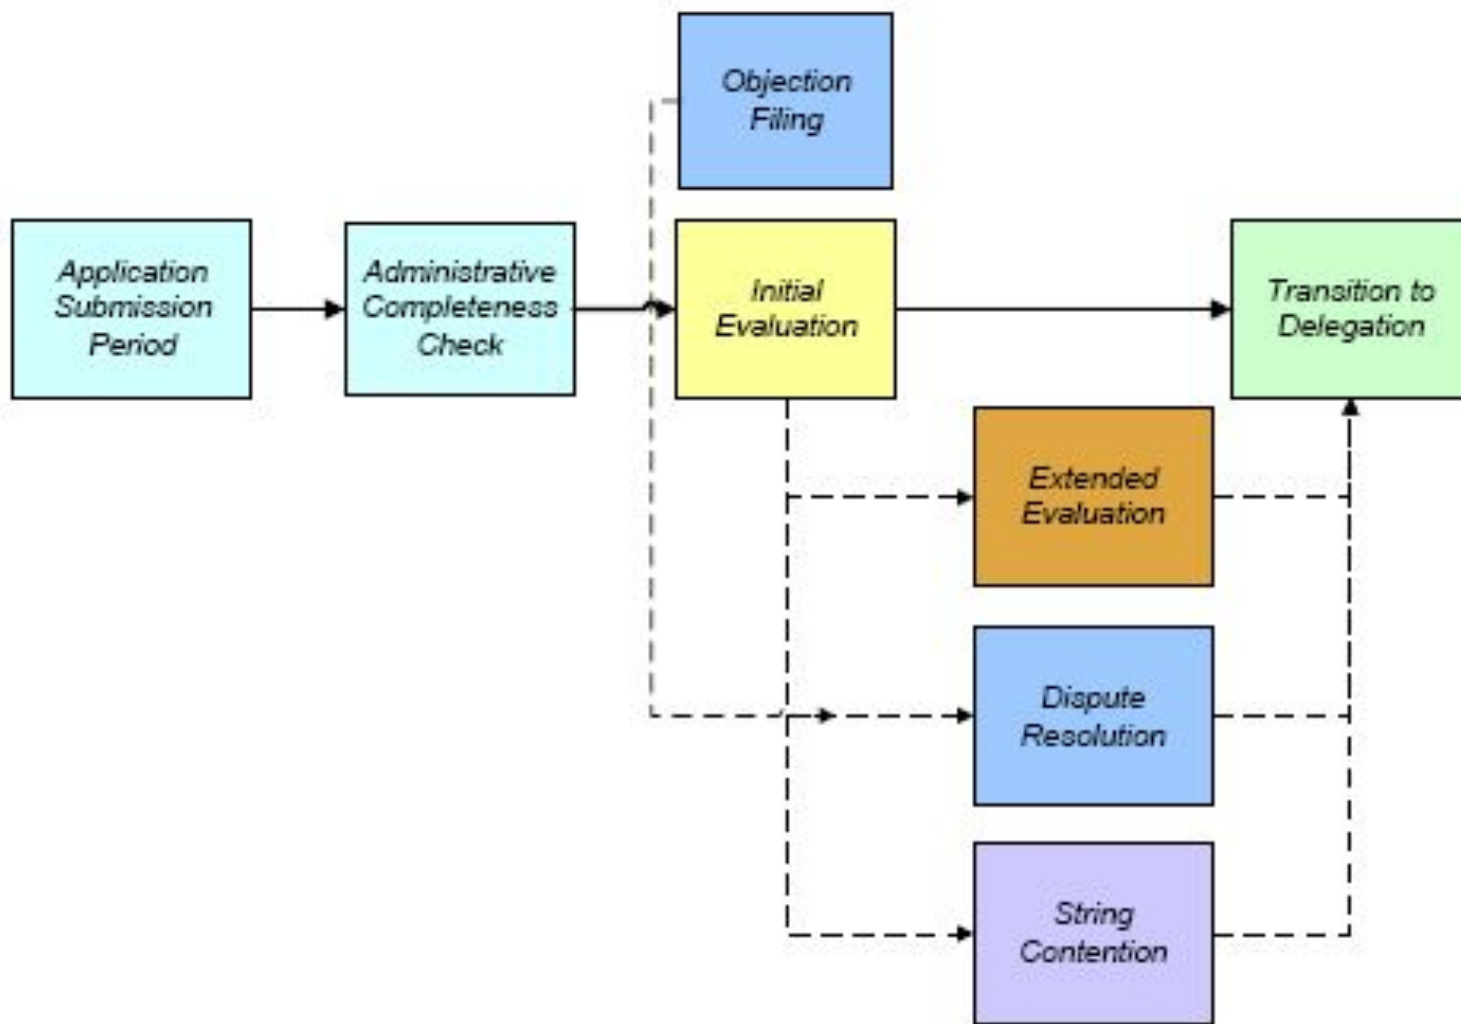 Objection
Filing
Application
Submission
Period
Administrative
Completeness
Check
Initial
Evaluation
Transition to
Delegation
Extended
Evaluation
Dispute
Resolution
String
Contention